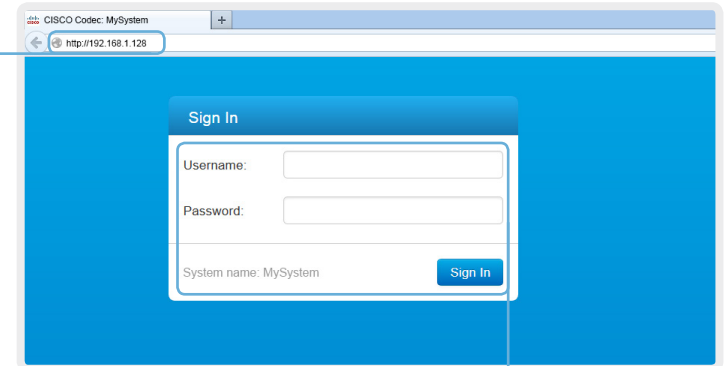 CISCO Codec: MySystem
http://192.168.1.128
Sign In
Username:
Password:
System name: MySystem
Sign In